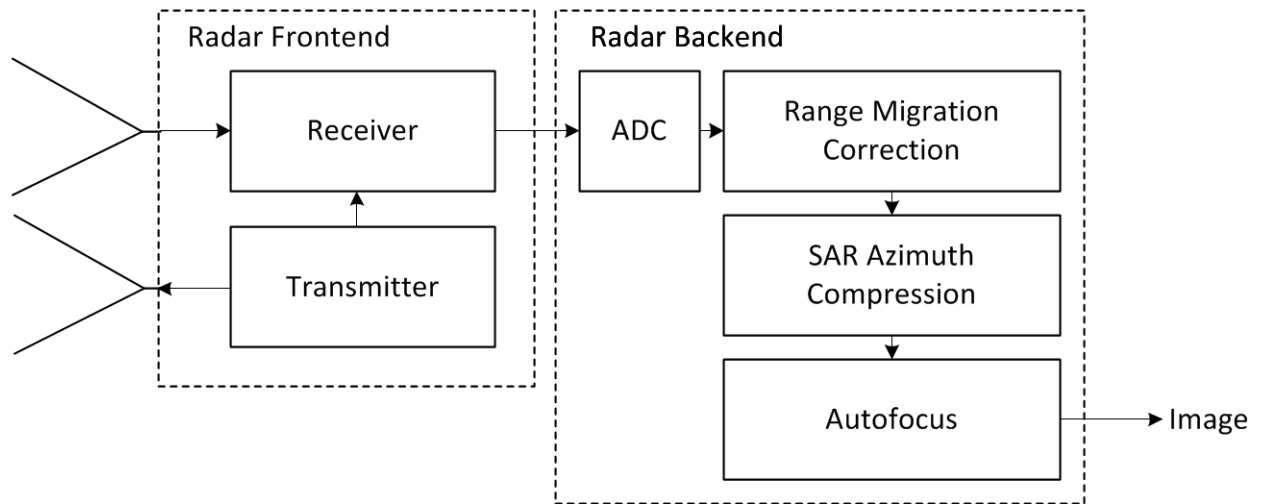 Radar Frontend
Receiver
Transmitter
Radar Backend
ADC
Range Migration
Correction
SAR Azimuth
Compression
Autofocus
Image